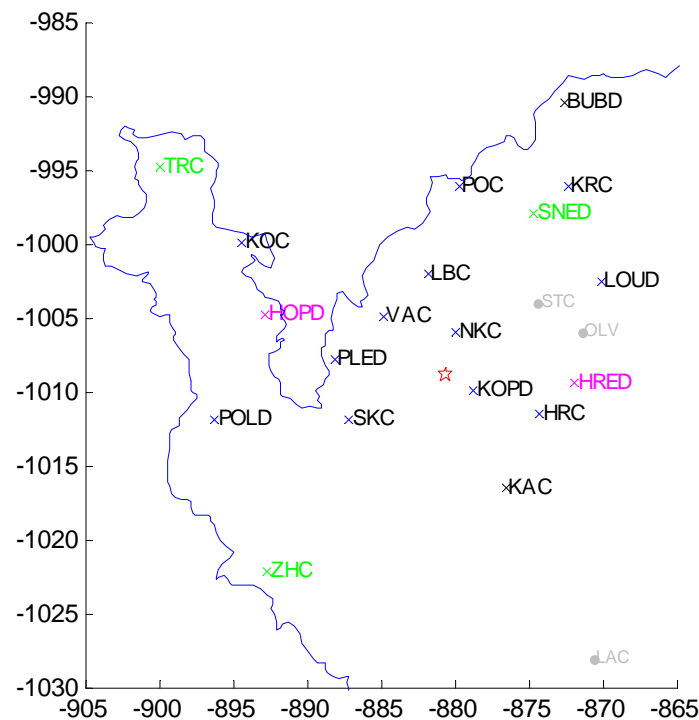 -985
-990
BUBD
-995
TRC
POC KRC
SNED
-1000
KOC
LBC
LOUD
STC
-1005
HOPD
VAC
NKC
OLV
PLED
HRED
-1010
KOPD
POLD
SKC
HRC
-1015
KAC
-1020
ZHC
-1025
LAC
-1030
-905 -900 -895 -890 -885 -880 -875 -870 -865